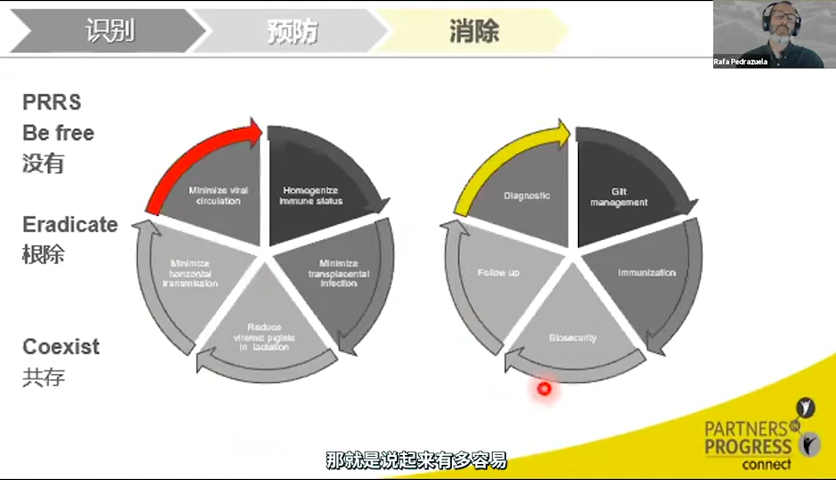 识别
预防
消除
Rafa Pedrazuela
PRRS
Be free
没有
Eradicate
根除
Coexist
共存
Minimize viral
circulation
Homogenize
immune status
Minimize
transplacental
infection
Reduce
viremic piglets
in lactation
Minimize
horizontal
transmission
Diagnostic
Gilt
management
Immunization
Biosecurity
Follow up
PARTNERS IN
PROGRESS
connect
那就是说起来有多容易